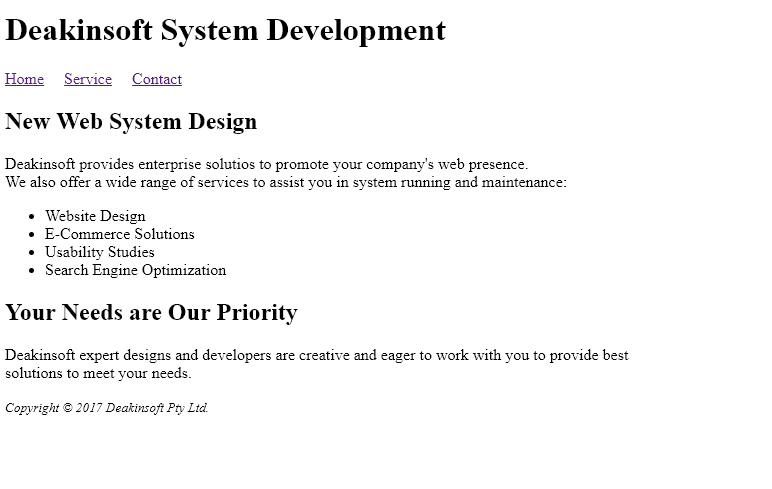 Deakinsoft System Development
Home Service Contact
New Web System Design
Deakinsoft provides enterprise solutios to promote your company's web presence.
We also offer a wide range of services to assist you in system running and maintenance:
• Website Design
• E-Commerce Solutions
• Usability Studies
• Search Engine Optimization
Your Needs are Our Priority
Deakinsoft expert designs and developers are creative and eager to work with you to provide best
solutions to meet your needs.
Copyright © 2017 Deakinsoft Pty Ltd.